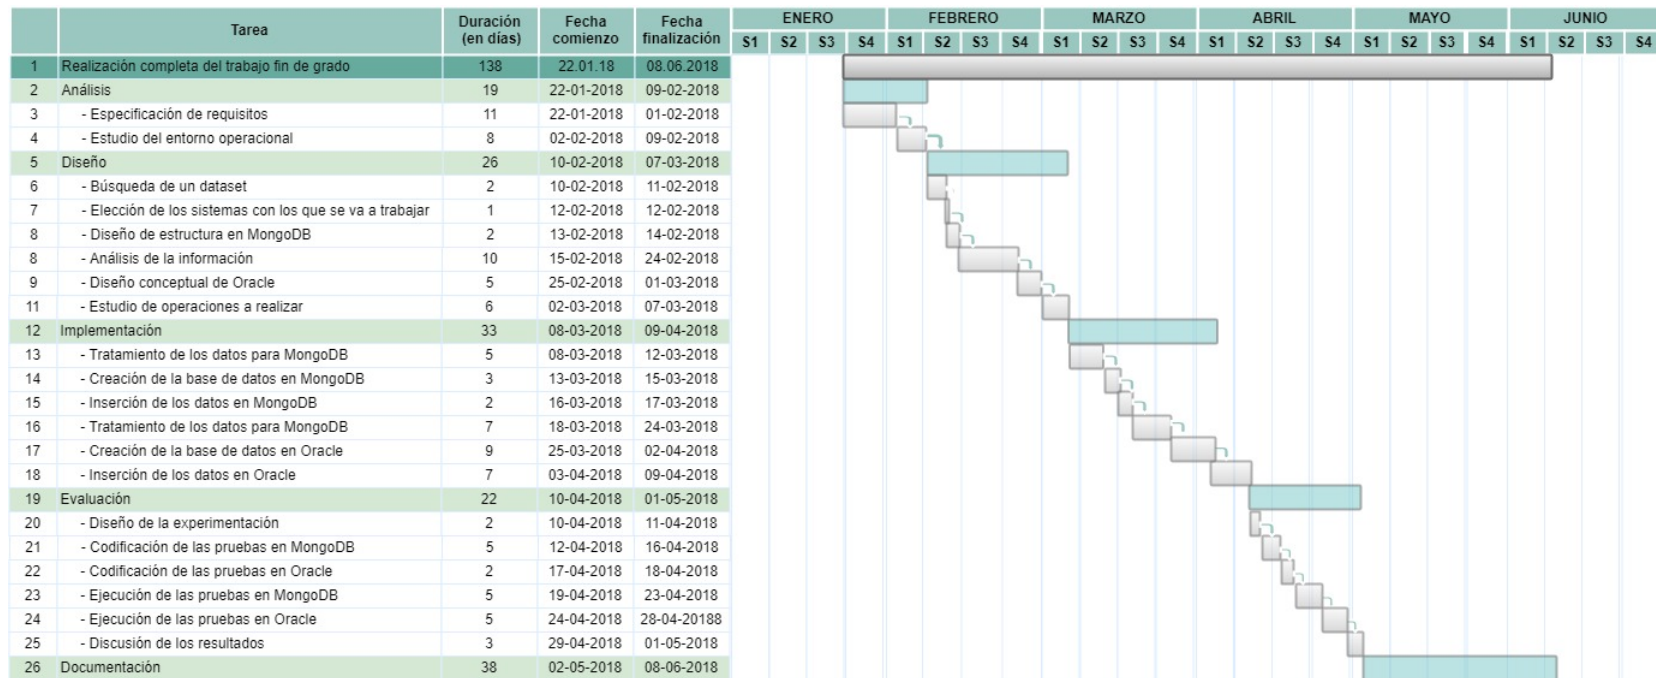 Tarea Duración (en días) Fecha comienzo Fecha finalización ENERO FEBRERO MARZO ABRIL MAYO JUNIO
S1 S2 S3 S4 S1 S2 S3 S4 S1 S2 S3 S4 S1 S2 S3 S4 S1 S2 S3 S4 S1 S2 S3 S4
1 Realización completa del trabajo fin de grado 138 22.01.18 08.06.2018
2 Análisis 19 22-01-2018 09-02-2018
3 - Especificación de requisitos 11 22-01-2018 01-02-2018
4 - Estudio del entorno operacional 8 02-02-2018 09-02-2018
5 Diseño 26 10-02-2018 07-03-2018
6 - Búsqueda de un dataset 2 10-02-2018 11-02-2018
7 - Elección de los sistemas con los que se va a trabajar 1 12-02-2018 12-02-2018
8 - Diseño de estructura en MongoDB 2 13-02-2018 14-02-2018
8 - Análisis de la información 10 15-02-2018 24-02-2018
9 - Diseño conceptual de Oracle 5 25-02-2018 01-03-2018
11 - Estudio de operaciones a realizar 6 02-03-2018 07-03-2018
12 Implementación 33 08-03-2018 09-04-2018
13 - Tratamiento de los datos para MongoDB 5 08-03-2018 12-03-2018
14 - Creación de la base de datos en MongoDB 3 13-03-2018 15-03-2018
15 - Inserción de los datos en MongoDB 2 16-03-2018 17-03-2018
16 - Tratamiento de los datos para MongoDB 7 18-03-2018 24-03-2018
17 - Creación de la base de datos en Oracle 9 25-03-2018 02-04-2018
18 - Inserción de los datos en Oracle 7 03-04-2018 09-04-2018
19 Evaluación 22 10-04-2018 01-05-2018
20 - Diseño de la experimentación 2 10-04-2018 11-04-2018
21 - Codificación de las pruebas en MongoDB 5 12-04-2018 16-04-2018
22 - Codificación de las pruebas en Oracle 2 17-04-2018 18-04-2018
23 - Ejecución de las pruebas en MongoDB 5 19-04-2018 23-04-2018
24 - Ejecución de las pruebas en Oracle 5 24-04-2018 28-04-20188
25 - Discusión de los resultados 3 29-04-2018 01-05-2018
26 Documentación 38 02-05-2018 08-06-2018